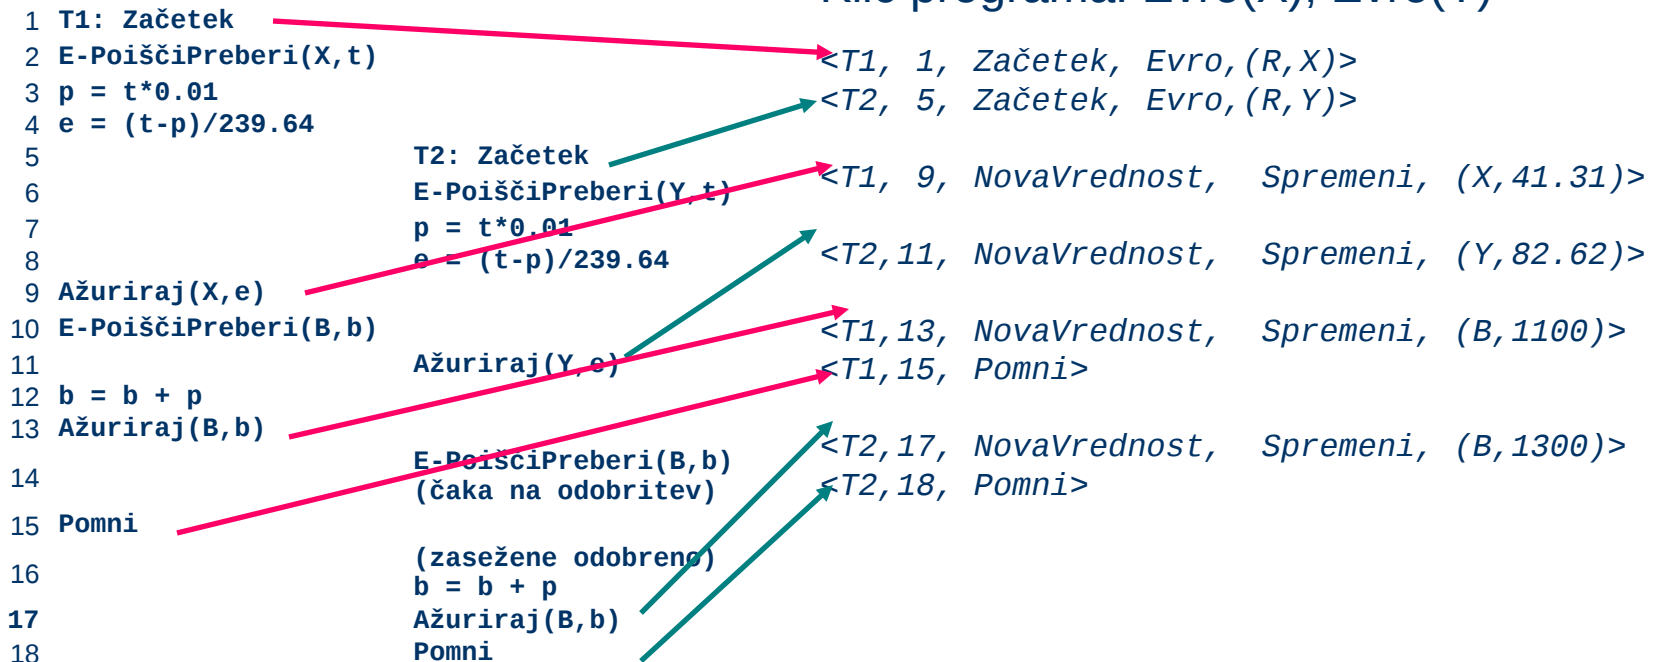 Klic programa: Evro(X), Evro(Y)
1 T1: Začetek
2 E-PoiščiPreberi(X,t)
3 p = t*0.01
4 e = (t-p)/239.64
5 T2: Začetek
6 E-PoiščiPreberi(Y,t)
7 p = t*0.01
8 e = (t-p)/239.64
9 Ažuriraj(X,e)
10 E-PoiščiPreberi(B,b)
11 Ažuriraj(Y,e)
12 b = b + p
13 Ažuriraj(B,b)
14 E-PoiščiPreberi(B,b)
(čaka na odobritev)
15 Pomni
16 (zasežene odobreno)
b = b + p
17 Ažuriraj(B,b)
18 Pomni
<T1, 1, Začetek, Evro,(R,X)>
<T2, 5, Začetek, Evro,(R,Y)>
<T1, 9, NovaVrednost, Spremeni, (X,41.31)>
<T2,11, NovaVrednost, Spremeni, (Y,82.62)>
<T1,13, NovaVrednost, Spremeni, (B,1100)>
<T1,15, Pomni>
<T2,17, NovaVrednost, Spremeni, (B,1300)>
<T2,18, Pomni>